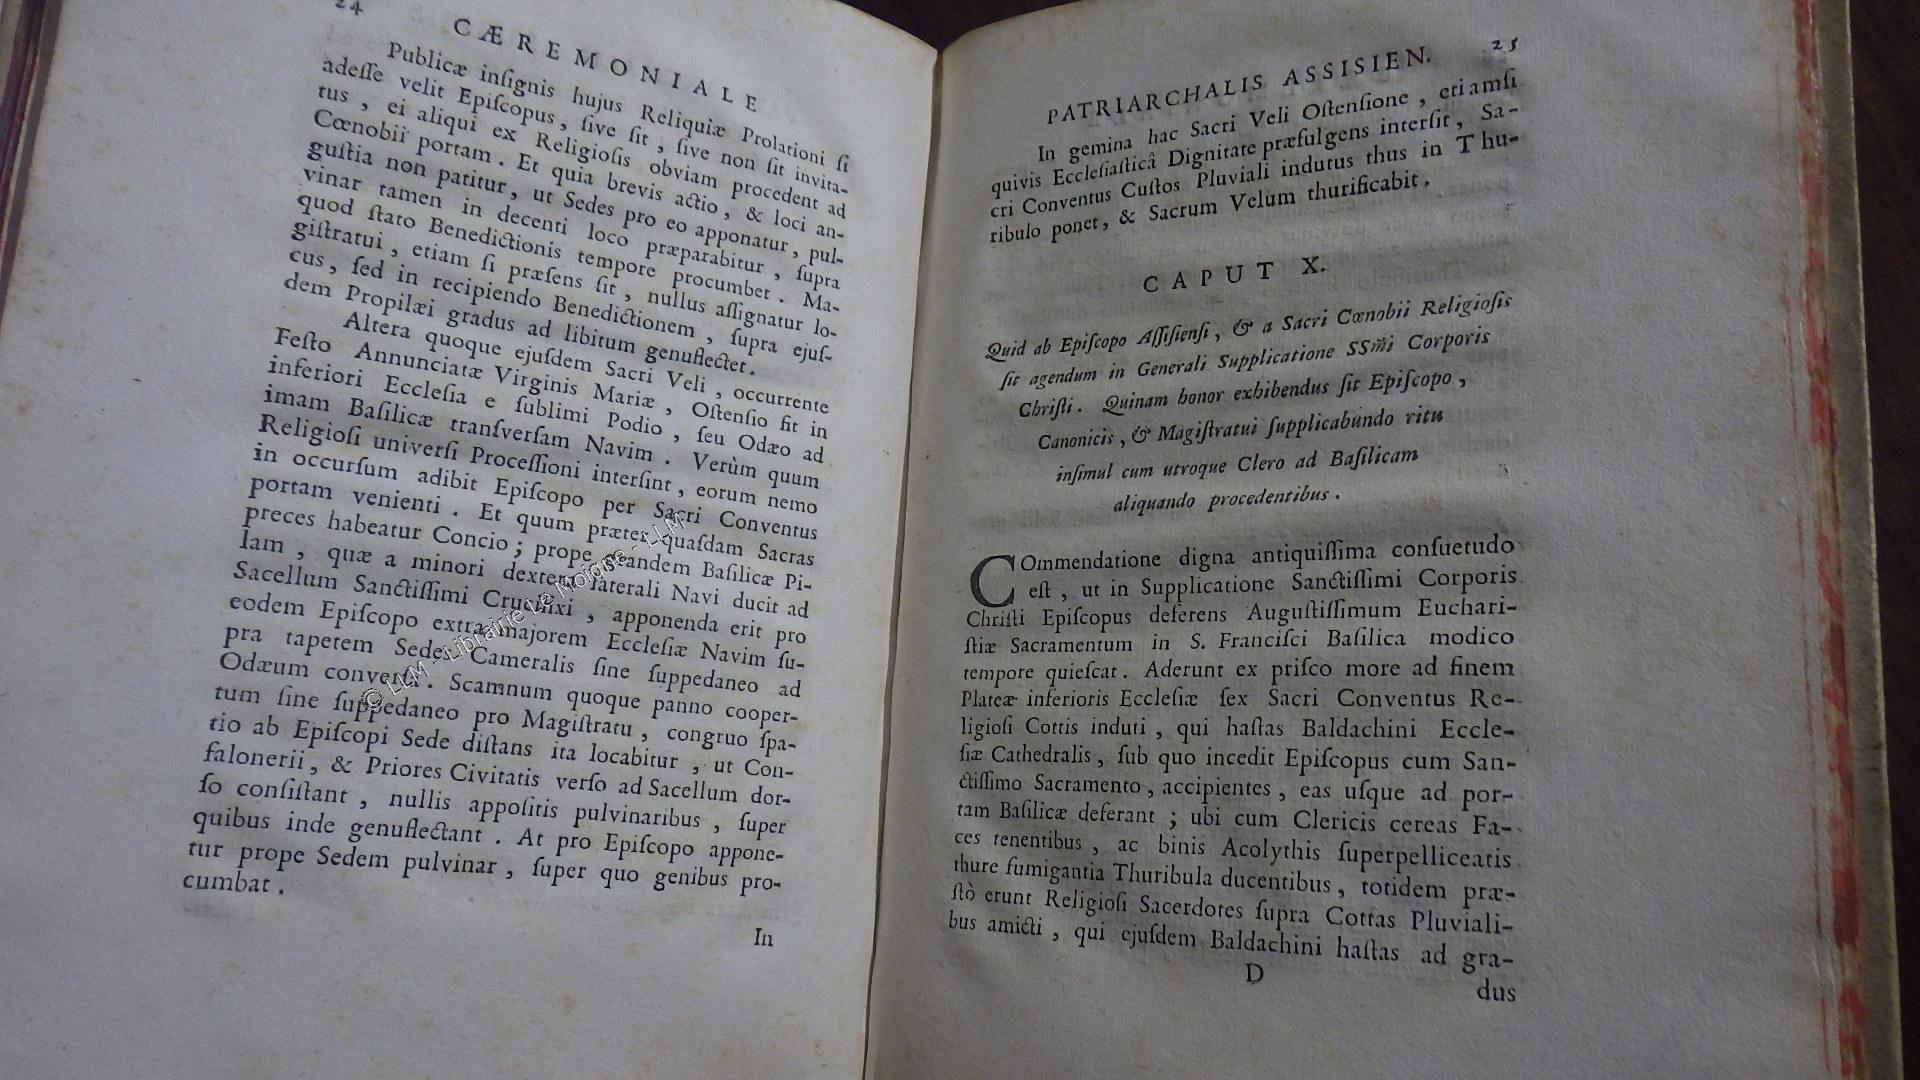 24
CÆREMONIALE
Publicæ inſignis hujus Reliquiæ Prolationi ſi
adeſſe velit Epiſcopus, ſive ſit, ſive non ſit invita-
tus, ei aliqui ex Religioſis obviam procedent ad
Cœnobii portam. Et quia brevis actio, & loci an-
guſtia non patitur, ut Sedes pro eo apponatur, pul-
vinar tamen in decenti loco præparabitur, ſupra
quod ſtato Benedictionis tempore procumbet. Ma-
giſtratui, etiam ſi præſens ſit, nullus aſſignatur lo-
cus, ſed in recipiendo Benedictionem, ſupra ejuſ-
dem Propilæi gradus ad libitum genuflectet.
Altera quoque ejuſdem Sacri Veli, occurrente
Feſto Annunciatæ Virginis Mariæ, Oſtenſio fit in
inferiori Eccleſia e ſublimi Podio, ſeu Odæo ad
imam Baſilicæ tranſverſam Navim. Verùm quum
Religioſi univerſi Proceſſioni interſint, eorum nemo
in occurſum adibit Epiſcopo per Sacri Conventus
portam venienti. Et quum præter quaſdam Sacras
preces habeatur Concio; prope grandem Baſilicæ Pi-
lam, quæ a minori dextera laterali Navi ducit ad
Sacellum Sanctiſſimi Crucifixi, apponenda erit pro
eodem Epiſcopo extra majorem Eccleſiæ Navim ſu-
pra tapetem Sedes Cameralis ſine ſuppedaneo ad
Odæum converſa. Scamnum quoque panno cooper-
tum ſine ſuppedaneo pro Magiſtratu, congruo ſpa-
tio ab Epiſcopi Sede diſtans ita locabitur, ut Con-
falonerii, & Priores Civitatis verſo ad Sacellum dor-
ſo conſiſtant, nullis appoſitis pulvinaribus, ſuper
quibus inde genuflectant. At pro Epiſcopo appone-
tur prope Sedem pulvinar, ſuper quo genibus pro-
cumbat.
In
© LLM - Librairie Le Moigne - LLM
PATRIARCHALIS ASSISIEN. 25
In gemina hac Sacri Veli Oſtenſione, etiamſi
quivis Eccleſiaſticâ Dignitate præfulgens interſit, Sa-
cri Conventus Cuſtos Pluviali indutus thus in Thu-
ribulo ponet, & Sacrum Velum thurificabit.
CAPUT X.
Quid ab Epiſcopo Aſſiſienſi, & a Sacri Cœnobii Religioſis
ſit agendum in Generali Supplicatione SSm̃i Corporis
Chriſti. Quinam honor exhibendus ſit Epiſcopo,
Canonicis, & Magiſtratui ſupplicabundo ritu
inſimul cum utroque Clero ad Baſilicam
aliquando procedentibus.
COmmendatione digna antiquiſſima conſuetudo
eſt, ut in Supplicatione Sanctiſſimi Corporis
Chriſti Epiſcopus deferens Auguſtiſſimum Euchari-
ſtiæ Sacramentum in S. Franciſci Baſilica modico
tempore quieſcat. Aderunt ex priſco more ad finem
Plateæ inferioris Eccleſiæ ſex Sacri Conventus Re-
ligioſi Cottis induti, qui haſtas Baldachini Eccle-
ſiæ Cathedralis, ſub quo incedit Epiſcopus cum San-
ctiſſimo Sacramento, accipientes, eas uſque ad por-
tam Baſilicæ deferant; ubi cum Clericis cereas Fa-
ces tenentibus, ac binis Acolythis ſuperpelliceatis
thure fumigantia Thuribula ducentibus, totidem præ-
ſtò erunt Religioſi Sacerdotes ſupra Cottas Pluviali-
bus amicti, qui ejuſdem Baldachini haſtas ad gra-
D
dus